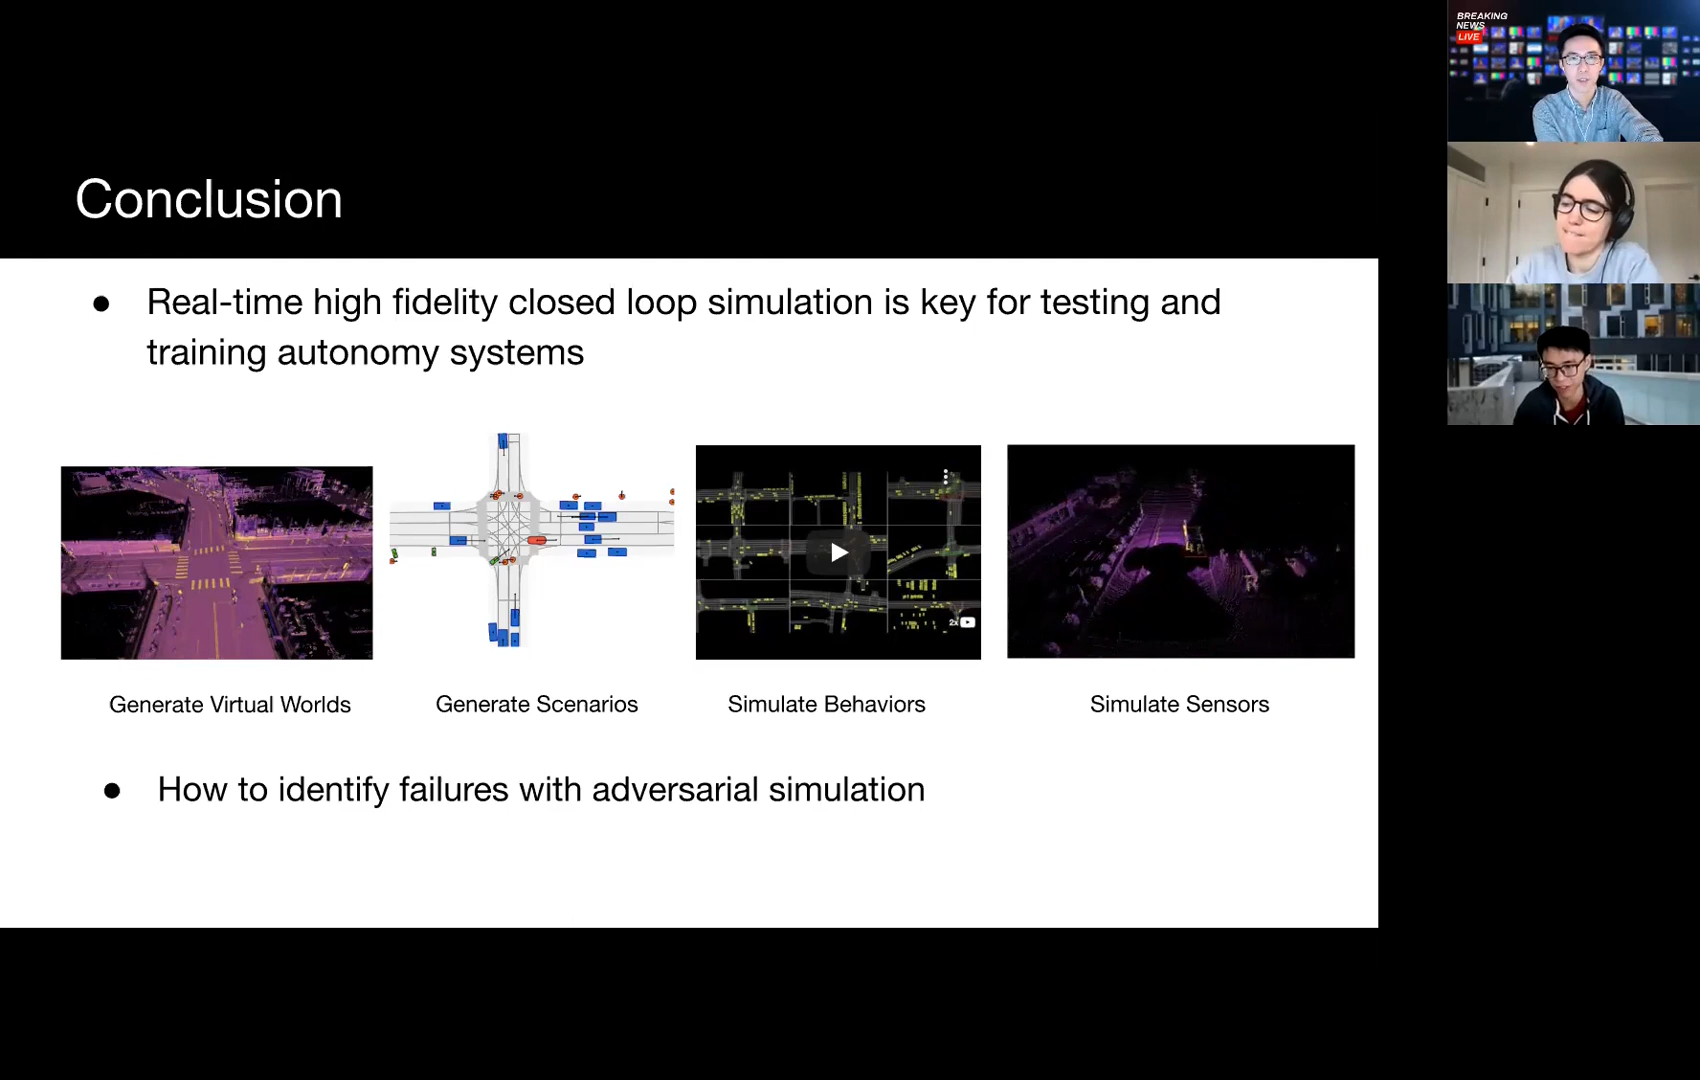 BREAKING
NEWS
LIVE
Conclusion
● Real-time high fidelity closed loop simulation is key for testing and
training autonomy systems
2x
Generate Virtual Worlds
Generate Scenarios
Simulate Behaviors
Simulate Sensors
● How to identify failures with adversarial simulation